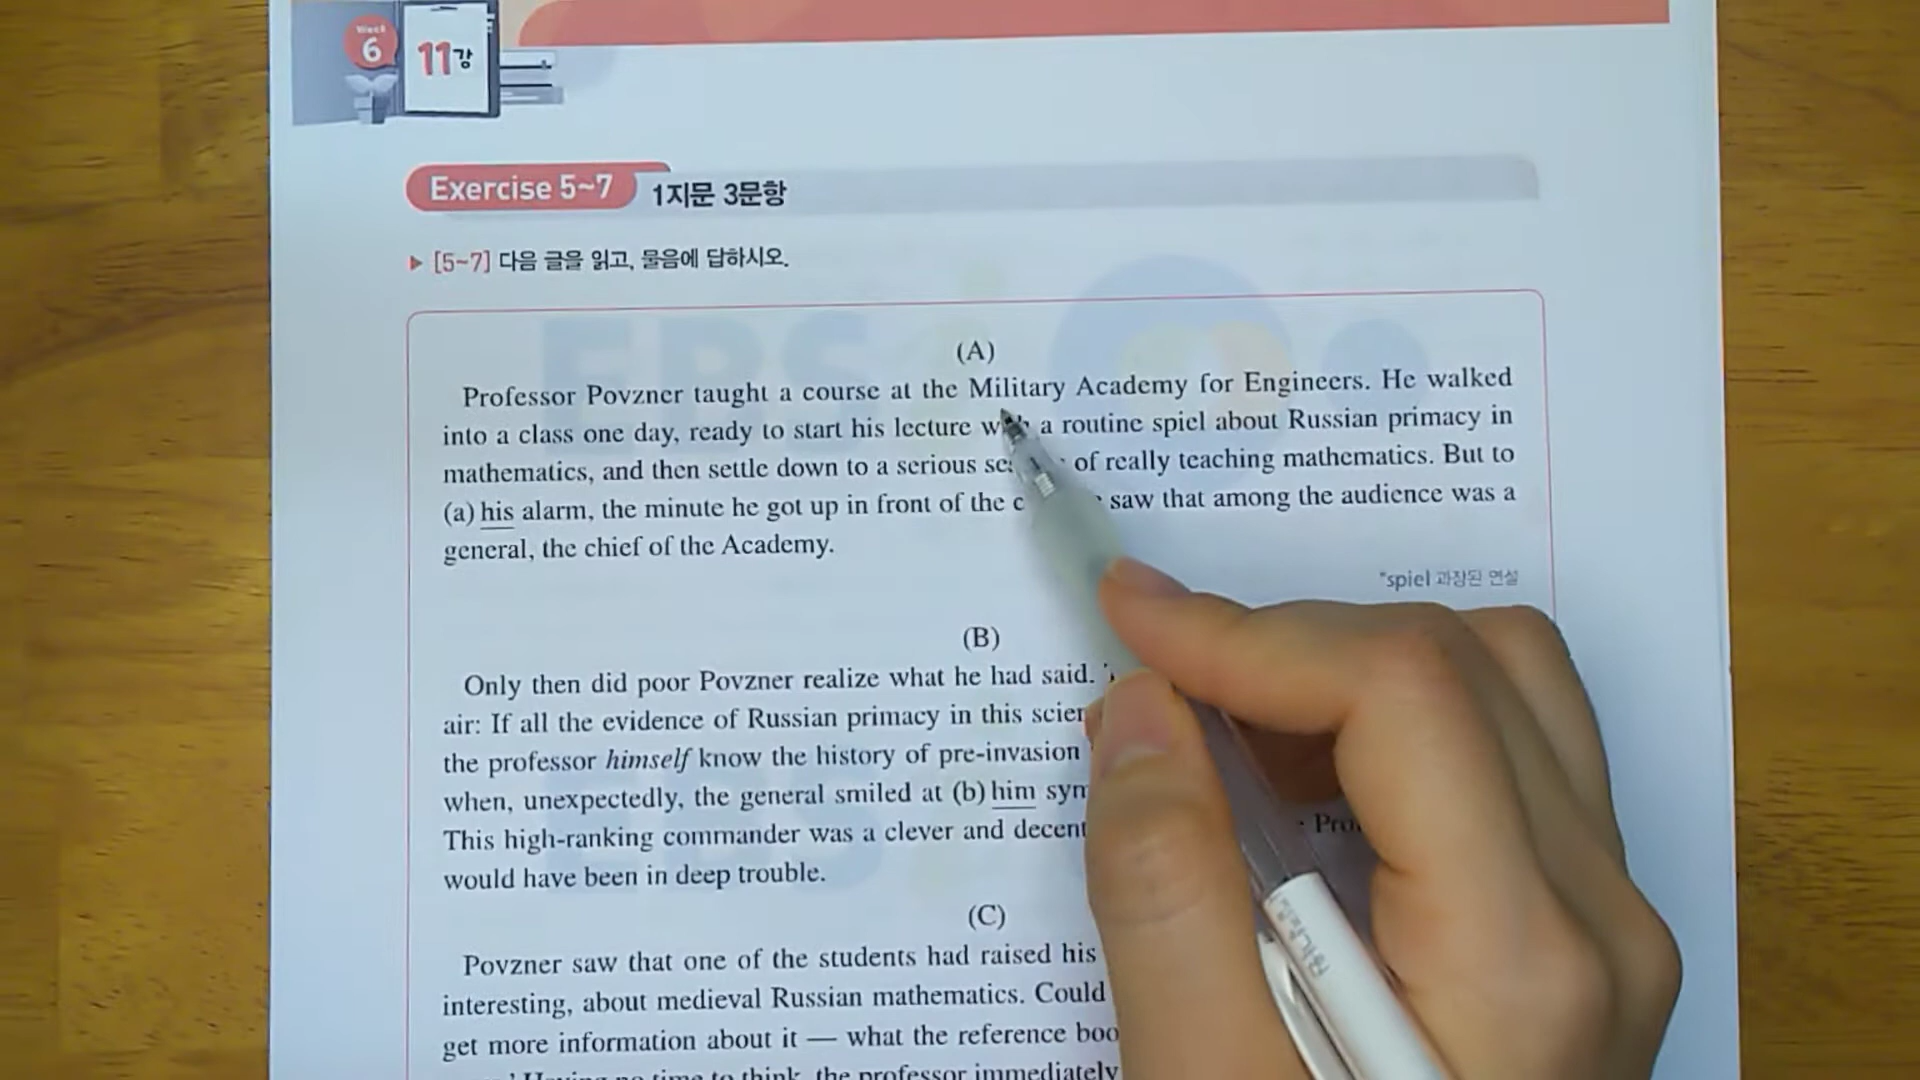 Week
6
11강
Exercise 5~7 1지문 3문항
▶ [5~7] 다음 글을 읽고, 물음에 답하시오.
(A)
Professor Povzner taught a course at the Military Academy for Engineers. He walked
into a class one day, ready to start his lecture with a routine spiel about Russian primacy in
mathematics, and then settle down to a serious of really teaching mathematics. But to
(a) his alarm, the minute he got up in front of the saw that among the audience was a
general, the chief of the Academy.
*spiel 과장된 연설
(B)
Only then did poor Povzner realize what he had said.
air: If all the evidence of Russian primacy in this
the professor himself know the history of pre-invasion
when, unexpectedly, the general smiled at (b) him
This high-ranking commander was a clever and decent
would have been in deep trouble.
(C)
Povzner saw that one of the students had raised his
interesting, about medieval Russian mathematics. Could
get more information about it — what the reference
time to think, the professor immediately
EBS